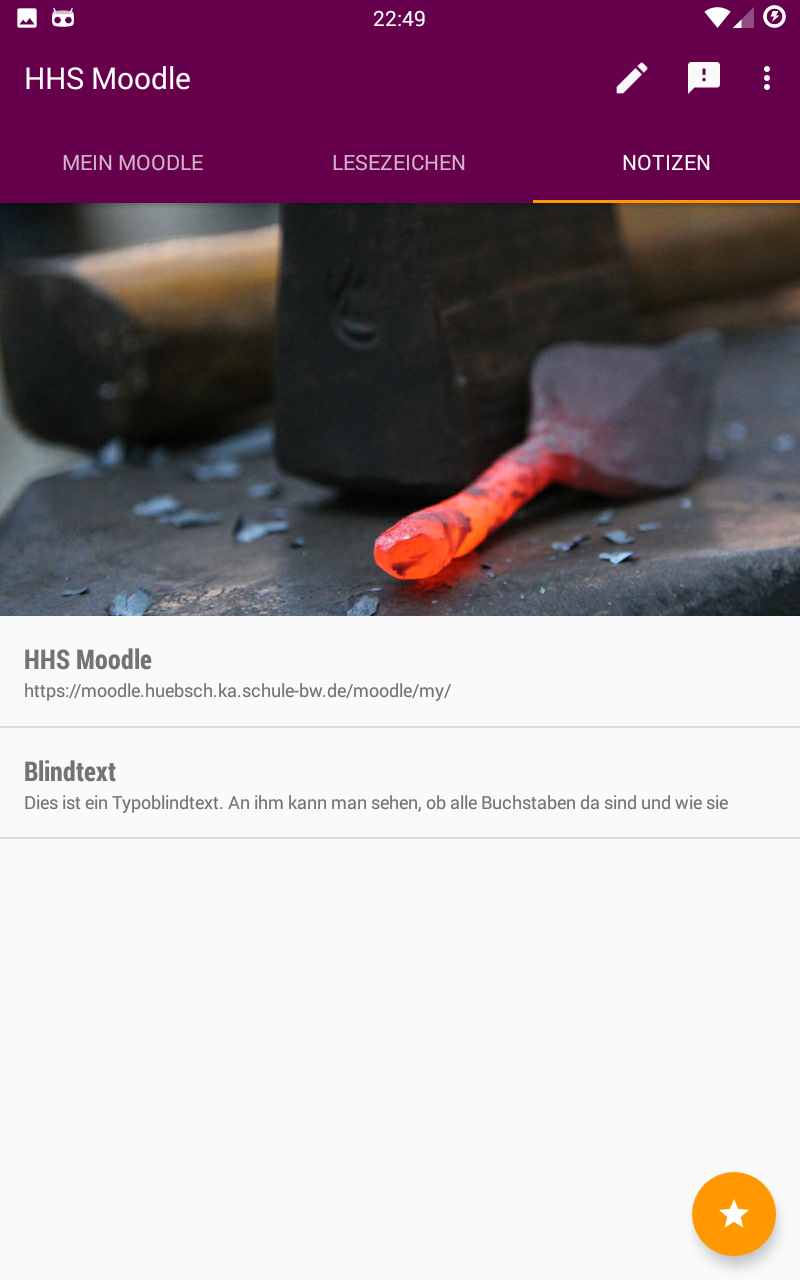 22:49
HHS Moodle
MEIN MOODLE
LESEZEICHEN
NOTIZEN
HHS Moodle
https://moodle.huebsch.ka.schule-bw.de/moodle/my/
Blindtext
Dies ist ein Typoblindtext. An ihm kann man sehen, ob alle Buchstaben da sind und wie sie